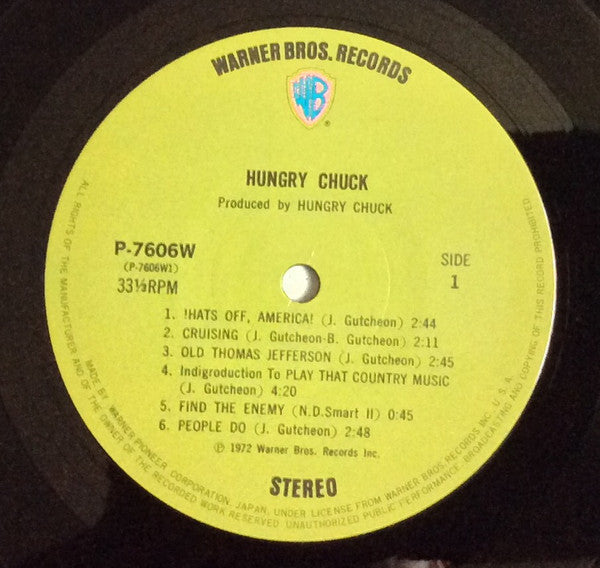 WARNER BROS. RECORDS
WB
®
HUNGRY CHUCK
Produced by HUNGRY CHUCK
P-7606W
(P-7606W1)
33⅓RPM
SIDE
1
1. !HATS OFF, AMERICA! (J. Gutcheon) 2:44
2. CRUISING (J. Gutcheon-B. Gutcheon) 2:11
3. OLD THOMAS JEFFERSON (J. Gutcheon) 2:45
4. Indigroduction To PLAY THAT COUNTRY MUSIC
(J. Gutcheon) 4:20
5. FIND THE ENEMY (N.D.Smart II) 0:45
6. PEOPLE DO (J. Gutcheon) 2:48
℗ 1972 Warner Bros. Records Inc.
STEREO
MADE BY WARNER PIONEER CORPORATION, JAPAN, UNDER LICENSE FROM WARNER BROS. RECORDS INC. U.S.A.
ALL RIGHTS OF THE MANUFACTURER AND OF THE OWNER OF THE RECORDED WORK RESERVED UNAUTHORIZED PUBLIC PERFORMANCE, BROADCASTING AND COPYING OF THIS RECORD PROHIBITED